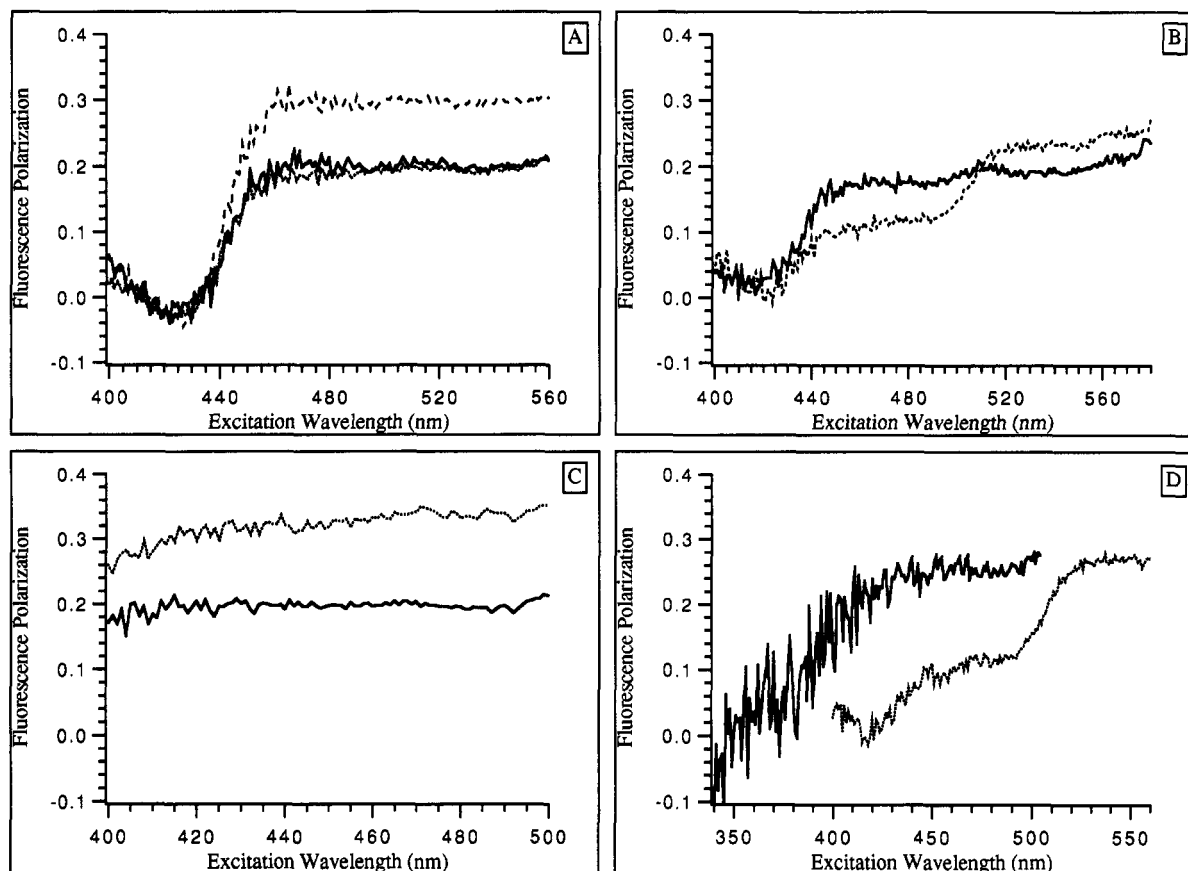 A
Fluorescence Polarization
0.4
0.3
0.2
0.1
0.0
-0.1
400 440 480 520 560
Excitation Wavelength (nm)
B
Fluorescence Polarization
0.4
0.3
0.2
0.1
0.0
-0.1
400 440 480 520 560
Excitation Wavelength (nm)
C
Fluorescence Polarization
0.4
0.3
0.2
0.1
0.0
-0.1
400 420 440 460 480 500
Excitation Wavelength (nm)
D
Fluorescence Polarization
0.4
0.3
0.2
0.1
0.0
-0.1
350 400 450 500 550
Excitation Wavelength (nm)